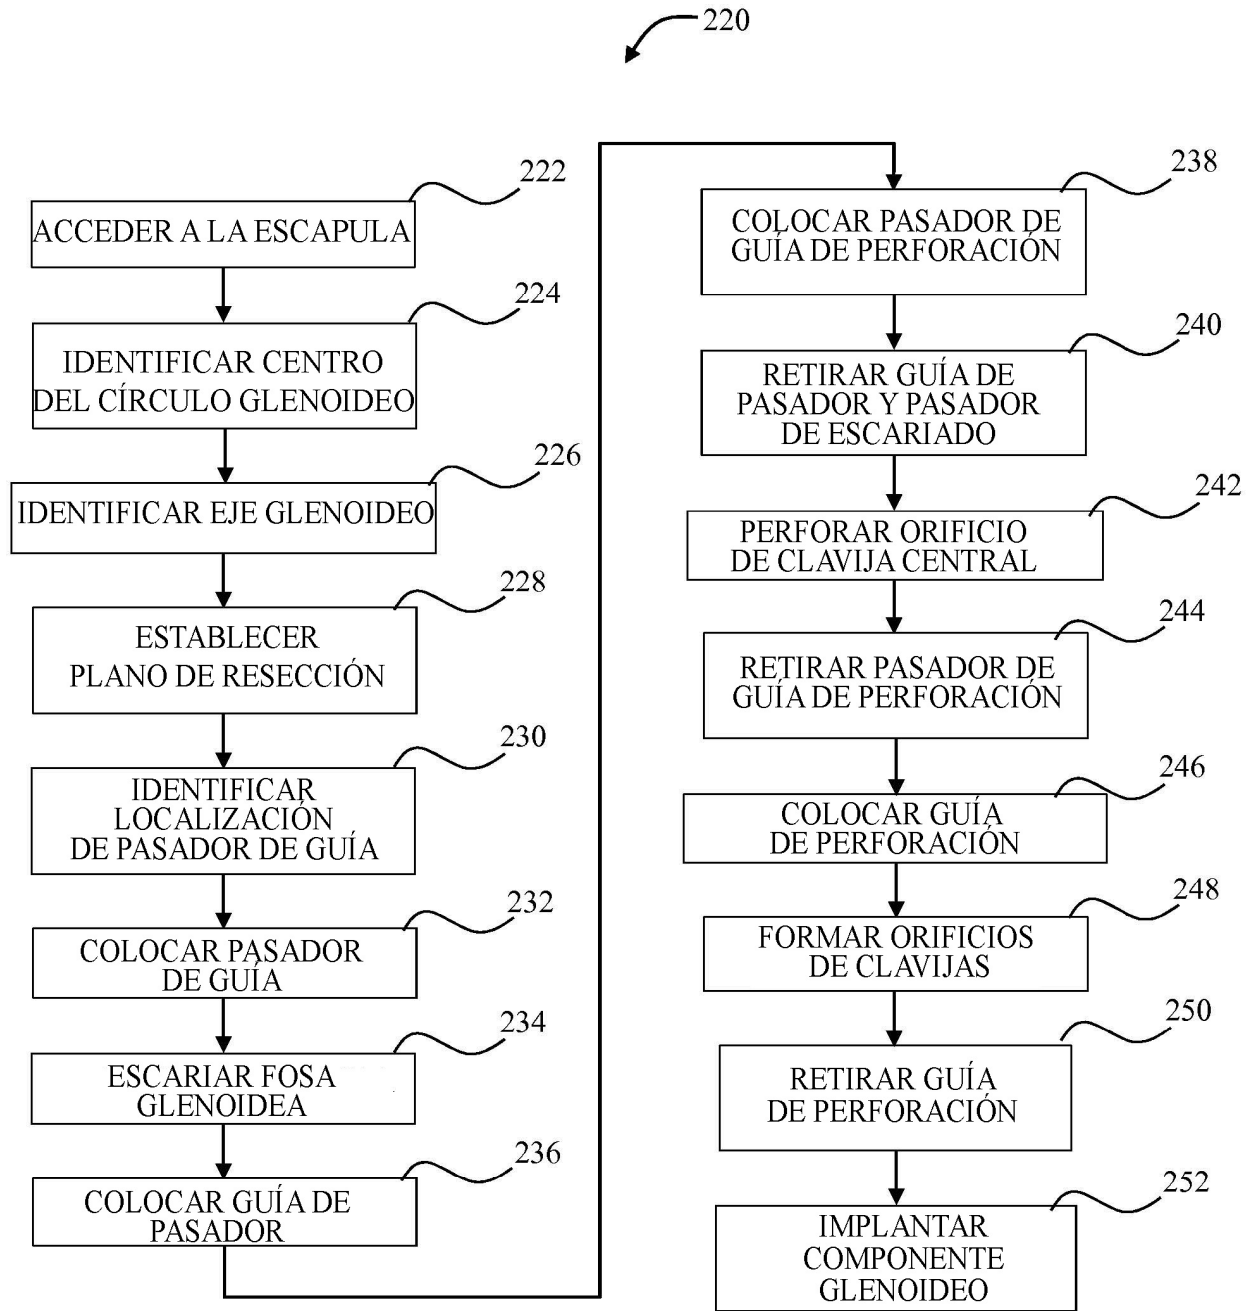 220
222
ACCEDER A LA ESCAPULA
224
IDENTIFICAR CENTRO
DEL CÍRCULO GLENOIDEO
226
IDENTIFICAR EJE GLENOIDEO
228
ESTABLECER
PLANO DE RESECCIÓN
230
IDENTIFICAR
LOCALIZACIÓN
DE PASADOR DE GUÍA
232
COLOCAR PASADOR
DE GUÍA
234
ESCARIAR FOSA
GLENOIDEA
236
COLOCAR GUÍA DE
PASADOR
238
COLOCAR PASADOR DE
GUÍA DE PERFORACIÓN
240
RETIRAR GUÍA DE
PASADOR Y PASADOR
DE ESCARIADO
242
PERFORAR ORIFICIO
DE CLAVIJA CENTRAL
244
RETIRAR PASADOR DE
GUÍA DE PERFORACIÓN
246
COLOCAR GUÍA
DE PERFORACIÓN
248
FORMAR ORIFICIOS
DE CLAVIJAS
250
RETIRAR GUÍA
DE PERFORACIÓN
252
IMPLANTAR
COMPONENTE
GLENOIDEO